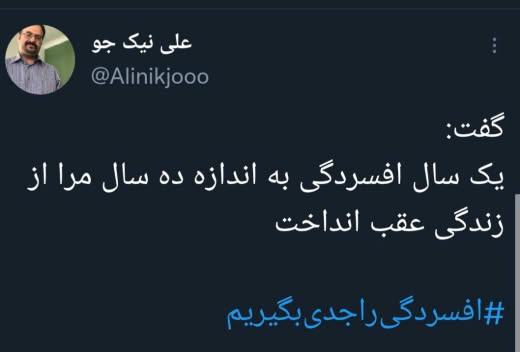 علی نیک جو
@Alinikjooo
گفت:
یک سال افسردگی به اندازه ده سال مرا از
زندگی عقب انداخت
#افسردگی‌راجدی‌بگیریم